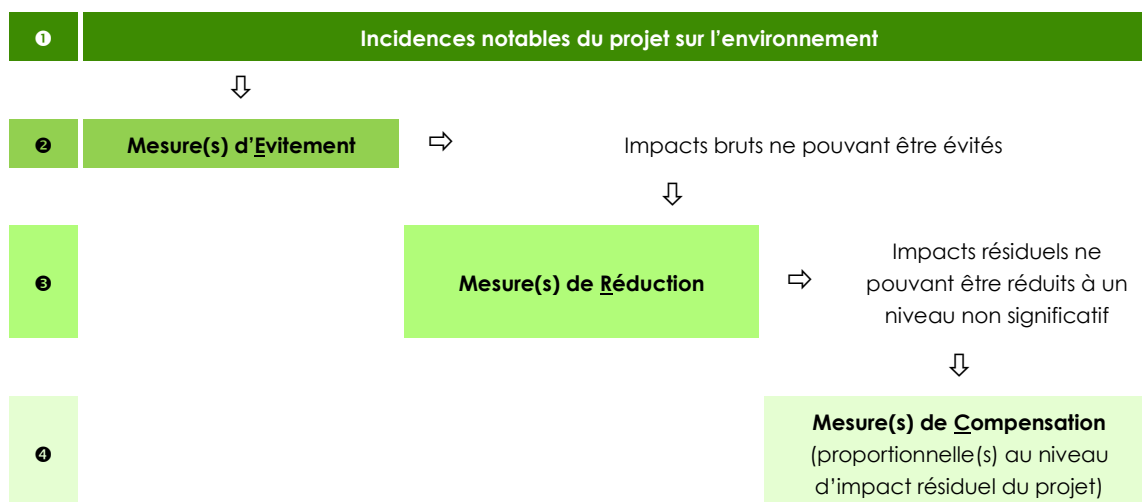 ❶ Incidences notables du projet sur l'environnement
⇩
❷ Mesure(s) d'Evitement ⇨ Impacts bruts ne pouvant être évités
⇩
Impacts résiduels ne
❸ Mesure(s) de Réduction ⇨ pouvant être réduits à un
niveau non significatif
⇩
Mesure(s) de Compensation
❹ (proportionnelle(s) au niveau
d'impact résiduel du projet)